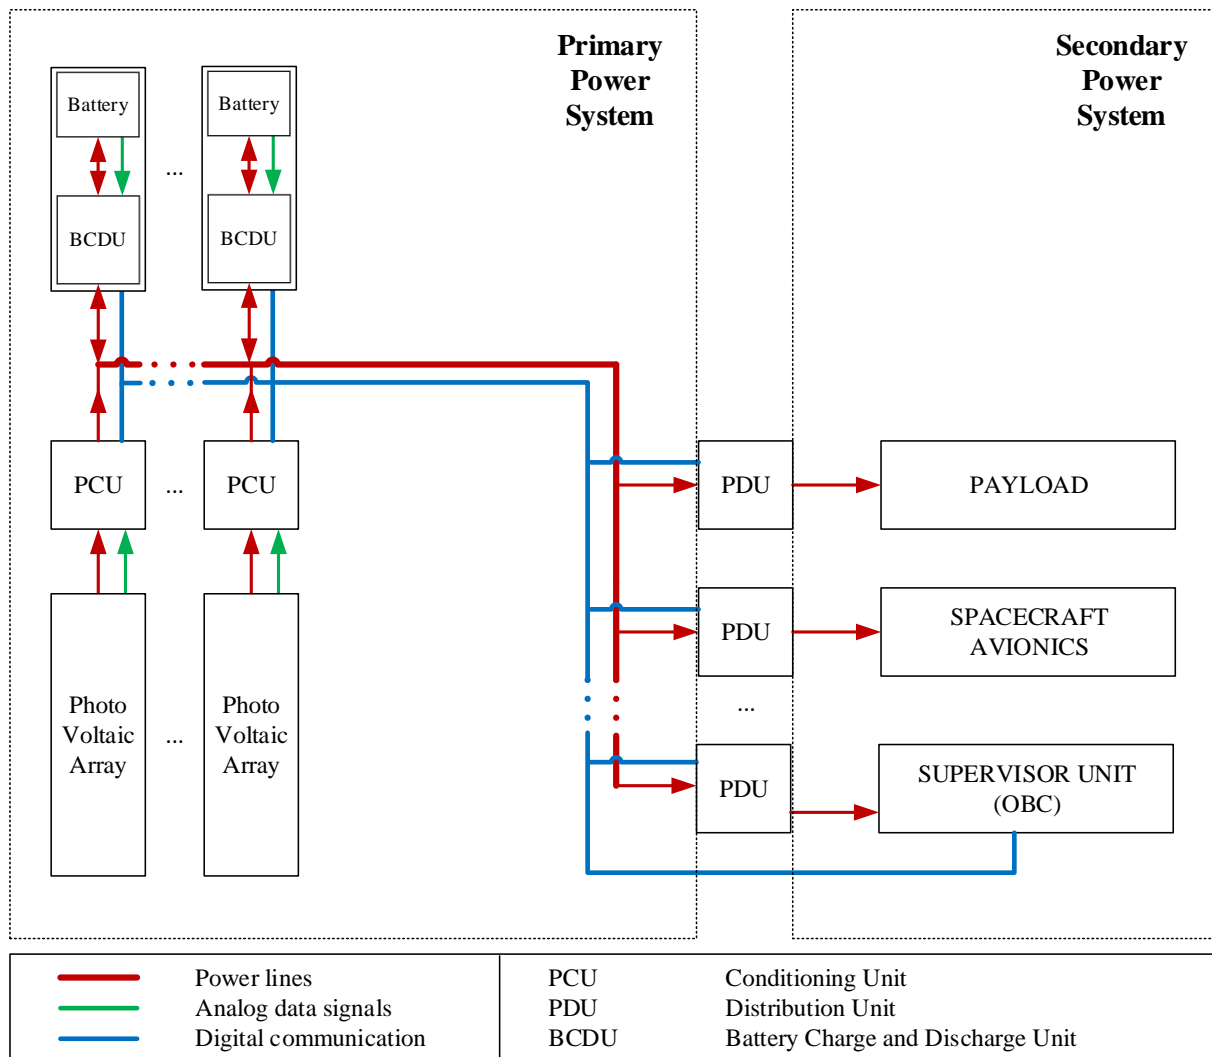 Primary
Power
System
Secondary
Power
System
Battery
Battery
...
BCDU
BCDU
PCU
...
PCU
PDU
PAYLOAD
PDU
SPACECRAFT
AVIONICS
...
Photo
Voltaic
Array
...
Photo
Voltaic
Array
PDU
SUPERVISOR UNIT
(OBC)
Power lines
Analog data signals
Digital communication
PCU Conditioning Unit
PDU Distribution Unit
BCDU Battery Charge and Discharge Unit